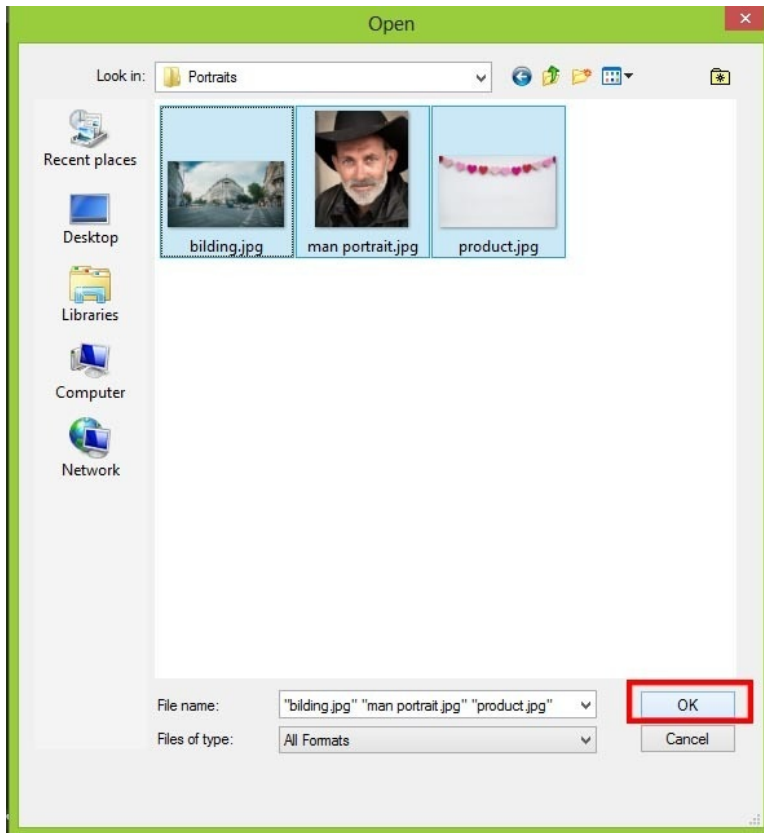 Open
Look in:
Portraits
Recent places
Desktop
Libraries
Computer
Network
bilding.jpg
man portrait.jpg
product.jpg
File name:
"bilding.jpg" "man portrait.jpg" "product.jpg"
OK
Files of type:
All Formats
Cancel